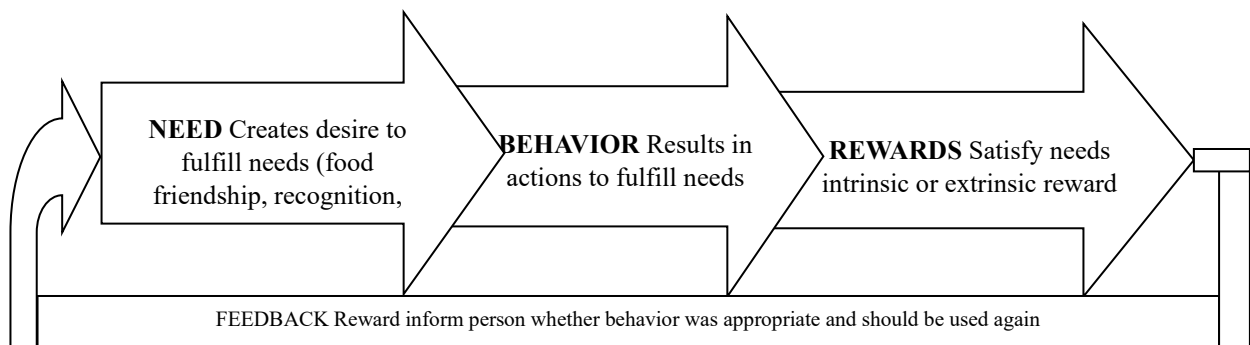 NEED Creates desire to
fulfill needs (food
friendship, recognition,
BEHAVIOR Results in
actions to fulfill needs
REWARDS Satisfy needs
intrinsic or extrinsic reward
FEEDBACK Reward inform person whether behavior was appropriate and should be used again